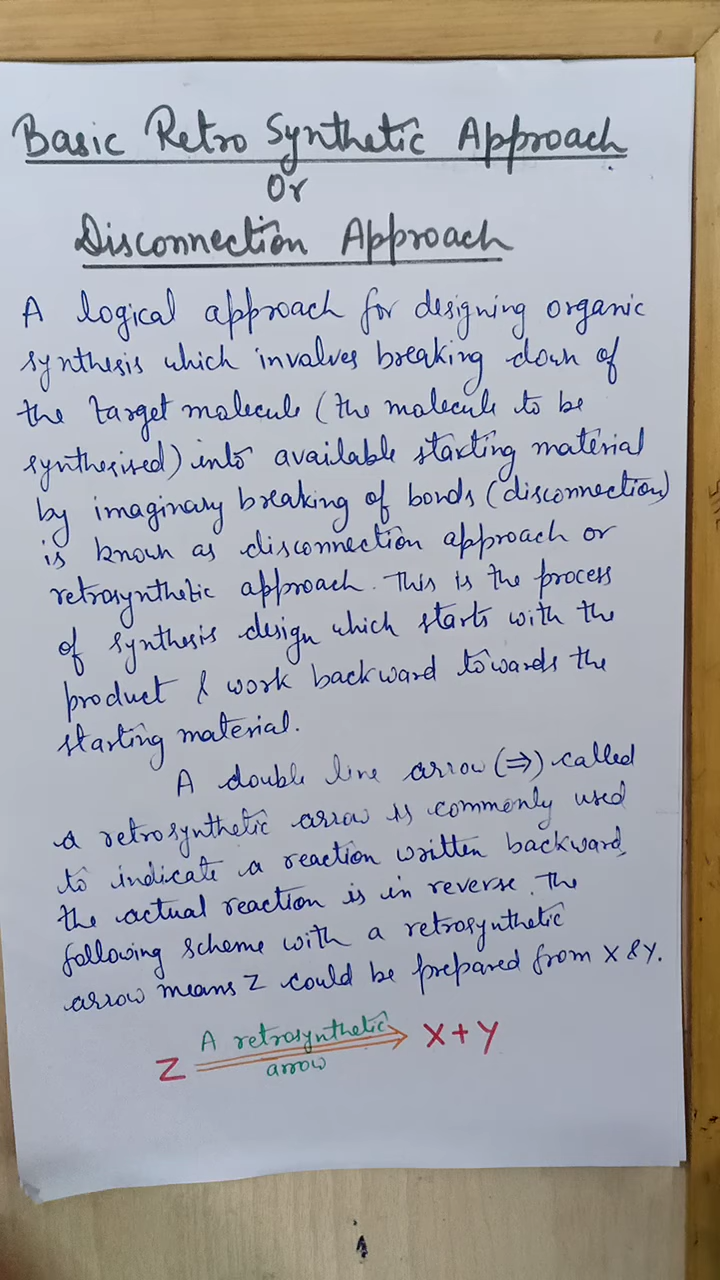 Basic Retro Synthetic Approach
Or
Disconnection Approach
A logical approach for designing organic
synthesis which involves breaking down of
the target molecule (the molecule to be
synthesised) into available starting material
by imaginary breaking of bonds (disconnection)
is known as disconnection approach or
retrosynthetic approach. This is the process
of synthesis design which starts with the
product & work backward towards the
starting material.
A double line arrow (⇒) called
a retrosynthetic arrow is commonly used
to indicate a reaction written backward,
the actual reaction is in reverse. The
following scheme with a retrosynthetic
arrow means Z could be prepared from X & Y.
A retrosynthetic
Z ⇒ X + Y
arrow